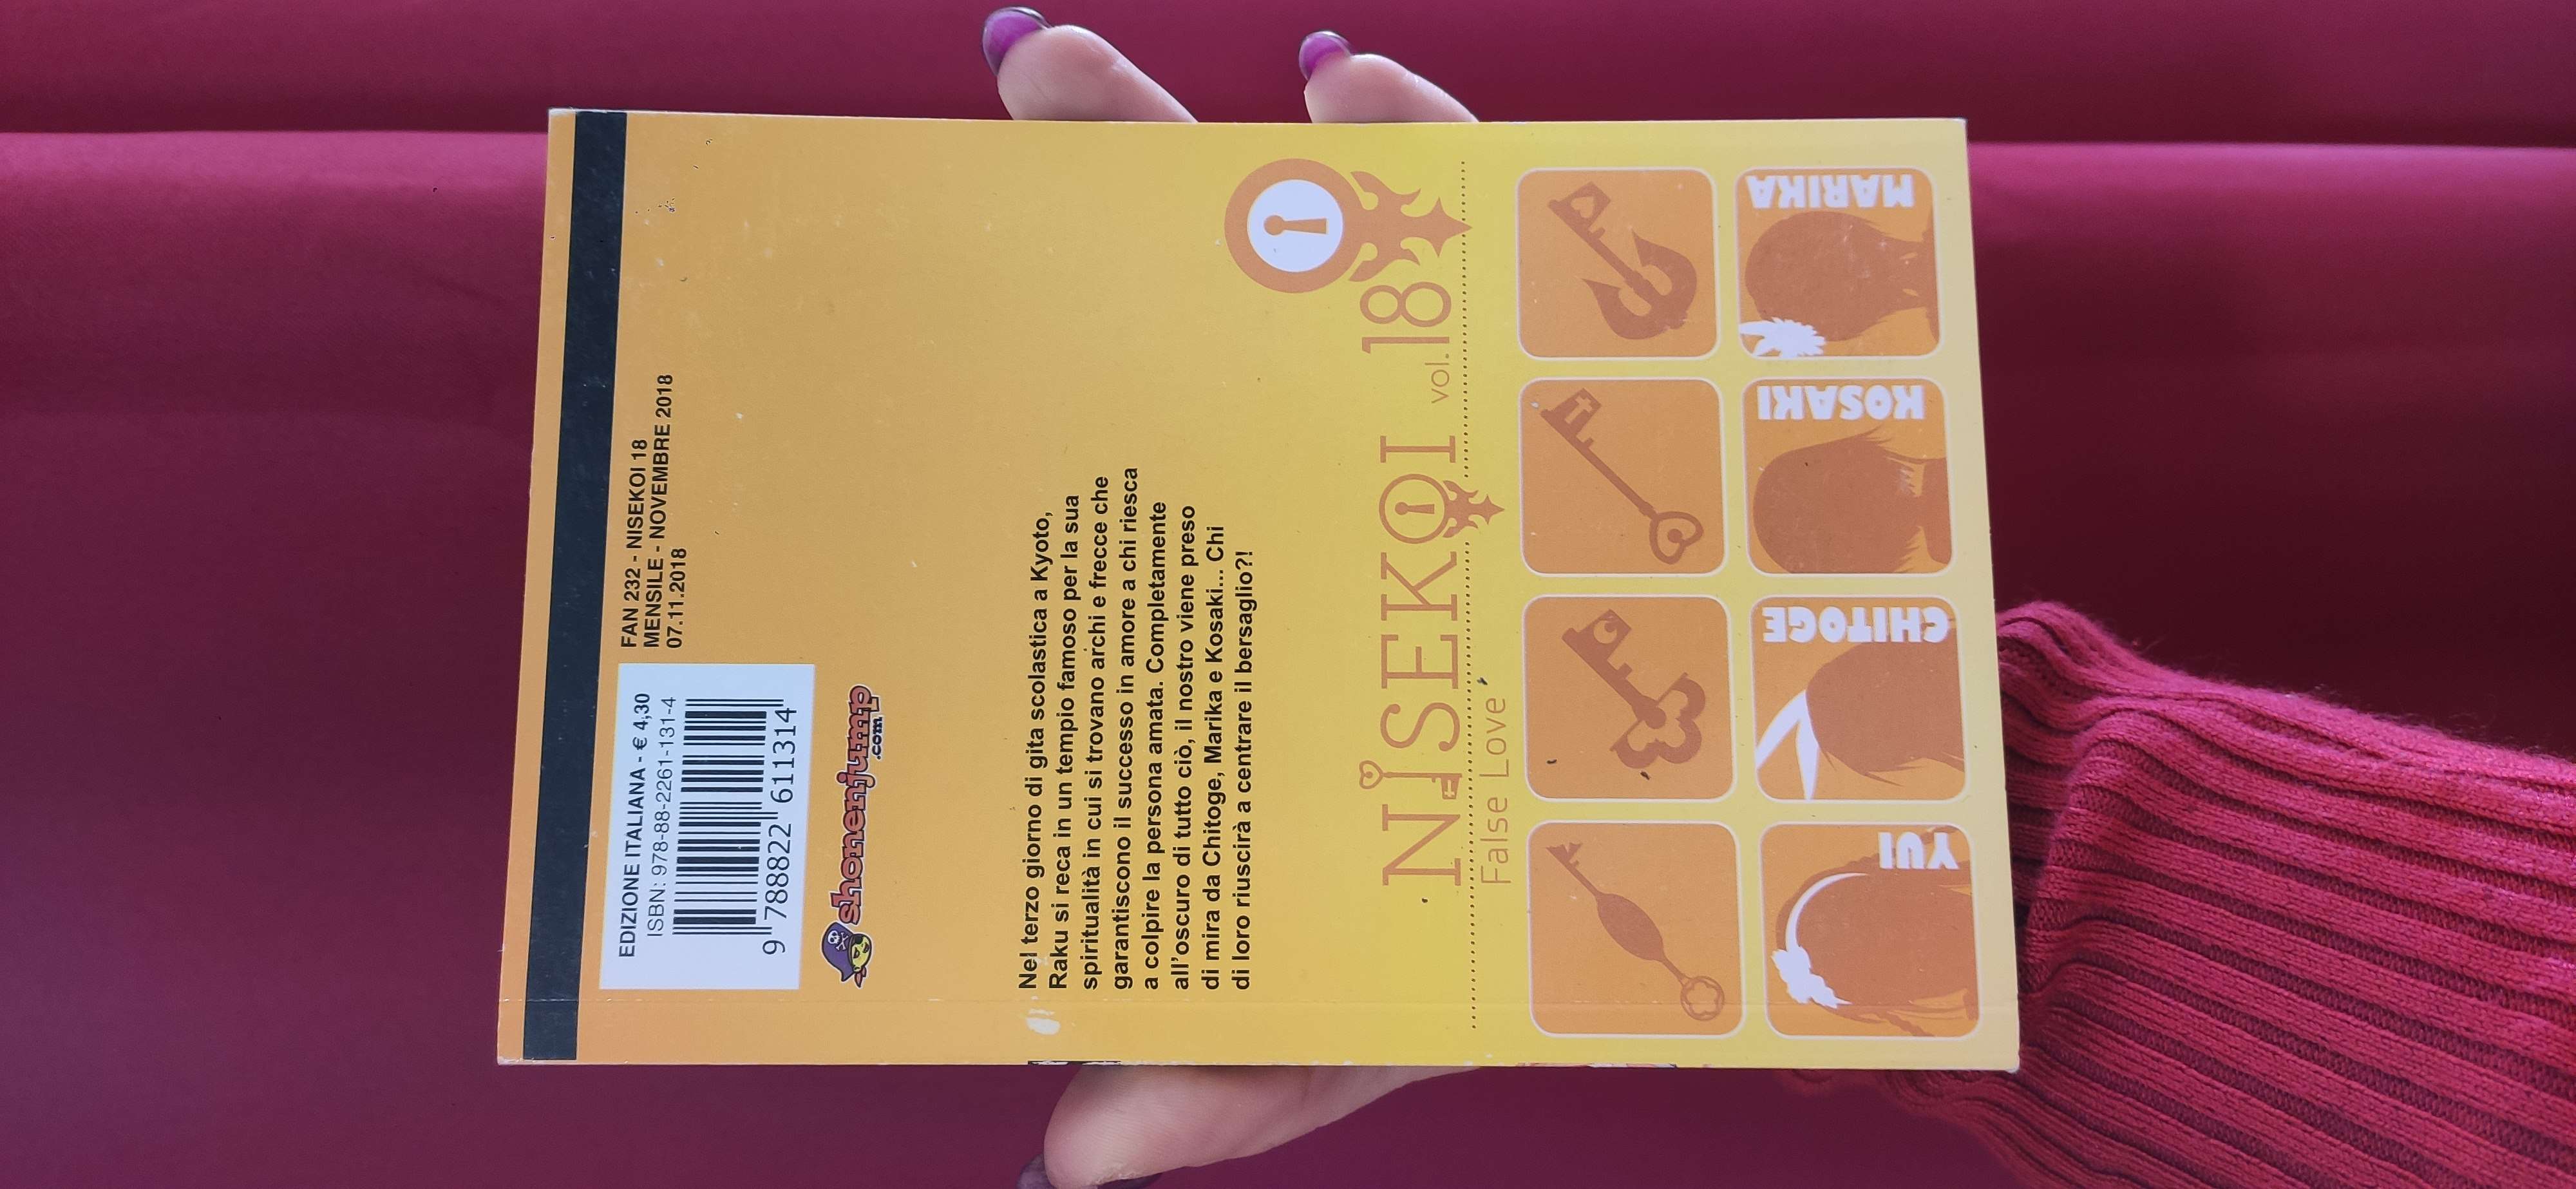 FAN 232 - NISEKOI 18
MENSILE - NOVEMBRE 2018
07.11.2018
EDIZIONE ITALIANA - € 4,30
ISBN: 978-88-2261-131-4
9 788822 611314
shonenjump
.com
Nel terzo giorno di gita scolastica a Kyoto,
Raku si reca in un tempio famoso per la sua
spiritualità in cui si trovano archi e frecce che
garantiscono il successo in amore a chi riesca
a colpire la persona amata. Completamente
all'oscuro di tutto ciò, il nostro viene preso
di mira da Chitoge, Marika e Kosaki... Chi
di loro riuscirà a centrare il bersaglio?!
NISEKOI vol.18
False Love
YUI
CHITOGE
KOSAKI
MARIKA